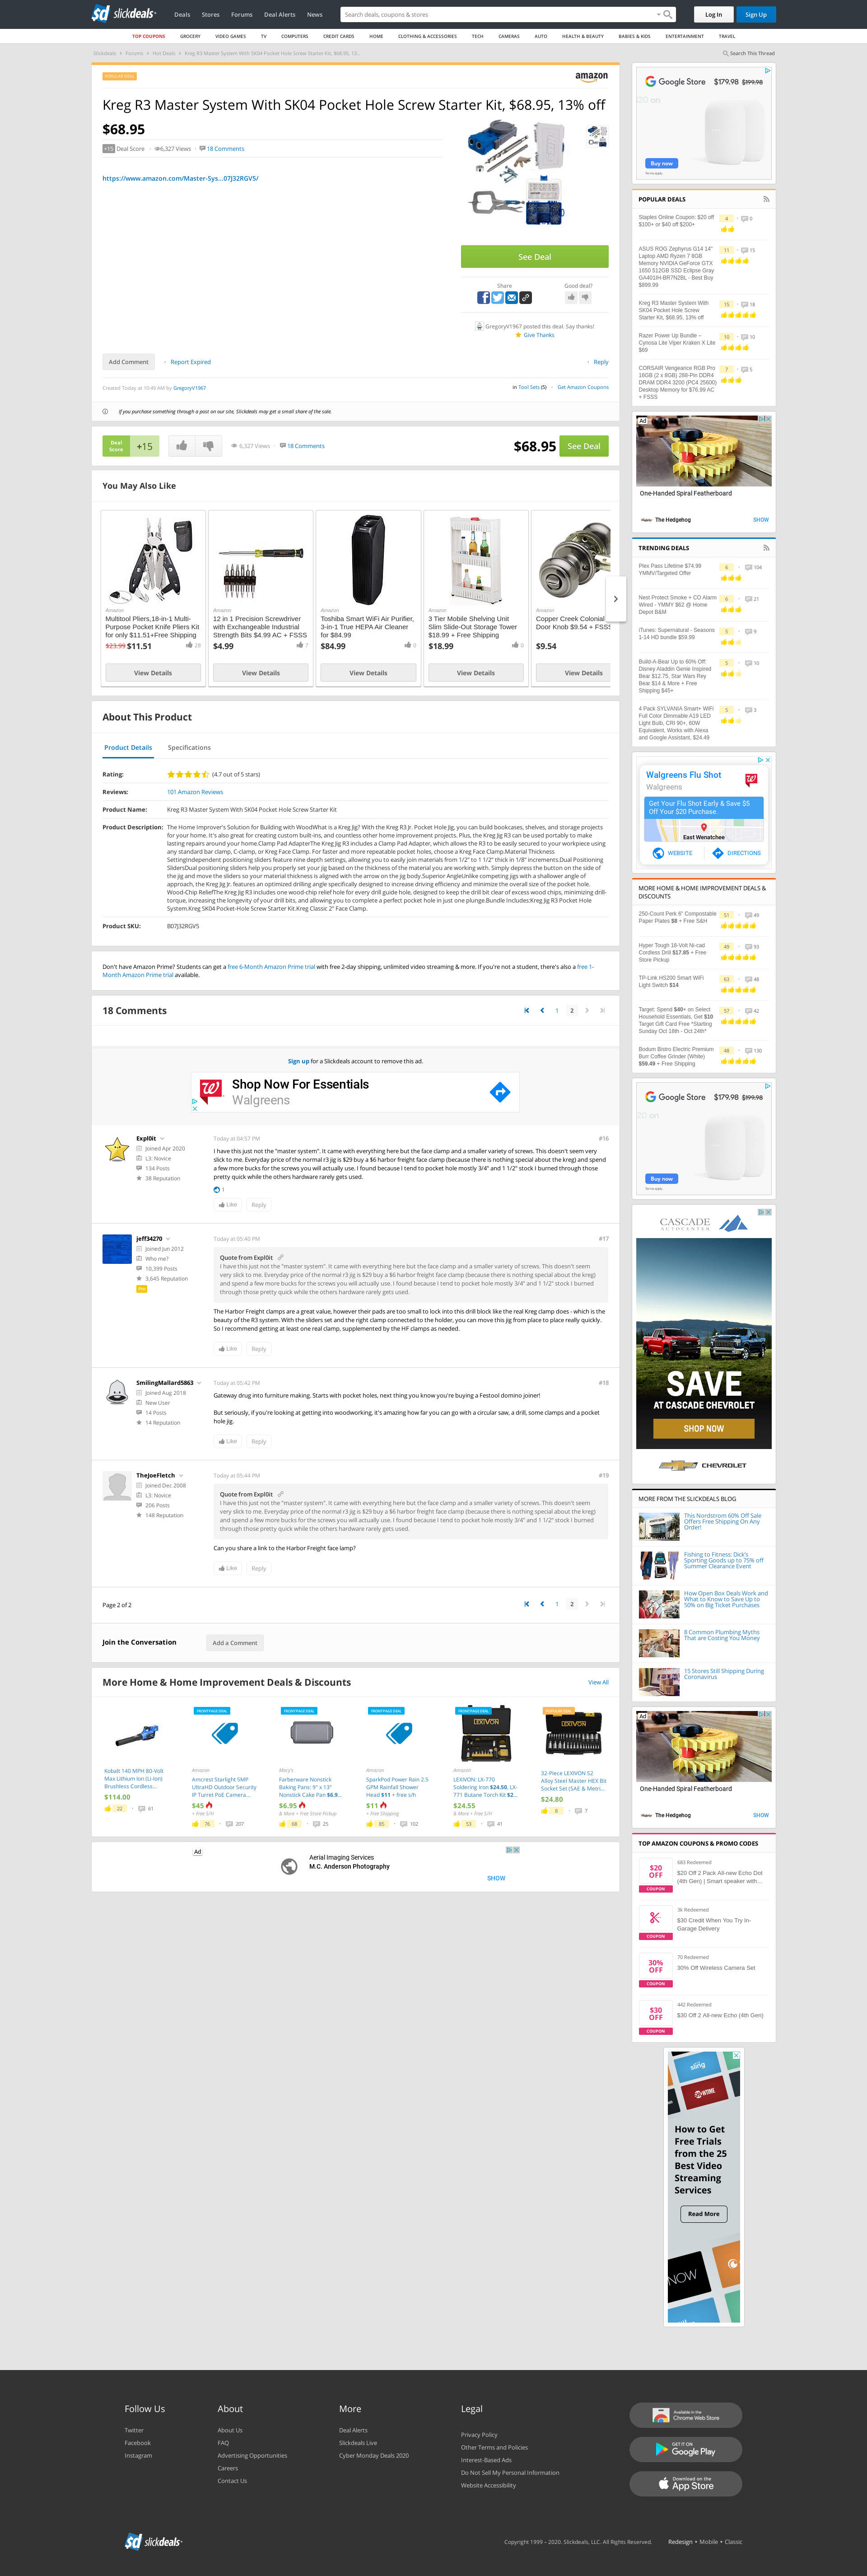 slickdeals
Deals
Stores
Forums
Deal Alerts
News
Search deals, coupons & stores
Log In
Sign Up
TOP COUPONS
GROCERY
VIDEO GAMES
TV
COMPUTERS
CREDIT CARDS
HOME
CLOTHING & ACCESSORIES
TECH
CAMERAS
AUTO
HEALTH & BEAUTY
BABIES & KIDS
ENTERTAINMENT
TRAVEL
Slickdeals › Forums › Hot Deals › Kreg R3 Master System With SK04 Pocket Hole Screw Starter Kit, $68.95, 13...
Search This Thread
POPULAR DEAL
amazon
Kreg R3 Master System With SK04 Pocket Hole Screw Starter Kit, $68.95, 13% off
$68.95
+15 Deal Score
6,327 Views
18 Comments
https://www.amazon.com/Master-Sys...07J32RGV5/
See Deal
Share
Good deal?
GregoryV1967 posted this deal. Say thanks!
Give Thanks
Add Comment
Report Expired
Reply
Created Today at 10:49 AM by GregoryV1967
in Tool Sets (5)
Get Amazon Coupons
If you purchase something through a post on our site, Slickdeals may get a small share of the sale.
Deal
Score
+15
6,327 Views
18 Comments
$68.95
See Deal
You May Also Like
Amazon
Multitool Pliers,18-in-1 Multi-
Purpose Pocket Knife Pliers Kit
for only $11.51+Free Shipping
$23.99 $11.51
28
View Details
Amazon
12 in 1 Precision Screwdriver
with Exchangeable Industrial
Strength Bits $4.99 AC + FSSS
$4.99
7
View Details
Amazon
Toshiba Smart WiFi Air Purifier,
3-in-1 True HEPA Air Cleaner
for $84.99
$84.99
0
View Details
Amazon
3 Tier Mobile Shelving Unit
Slim Slide-Out Storage Tower
$18.99 + Free Shipping
$18.99
6
View Details
Amazon
Copper Creek Colonial
Door Knob $9.54 + FSSS
$9.54
View Details
About This Product
Product Details
Specifications
Rating:
(4.7 out of 5 stars)
Reviews:
101 Amazon Reviews
Product Name:
Kreg R3 Master System With SK04 Pocket Hole Screw Starter Kit
Product Description:
The Home Improver's Solution for Building with WoodWhat is a Kreg Jig? With the Kreg R3 Jr. Pocket Hole Jig, you can build bookcases, shelves, and storage projects
for your home. It's also great for creating custom built-ins, and countless other home improvement projects. Plus, the Kreg Jig R3 can be used portably to make
lasting repairs around your home.Clamp Pad AdapterThe Kreg Jig R3 includes a Clamp Pad Adapter, which allows the R3 to be easily secured to your workpiece using
any standard bar clamp, C-clamp, or Kreg Face Clamp. For faster and more repeatable pocket holes, choose a Kreg Face Clamp.Material Thickness
SettingIndependent positioning sliders feature nine depth settings, allowing you to easily join materials from 1/2" to 1 1/2" thick in 1/8" increments.Dual Positioning
SlidersDual positioning sliders help you properly set your jig based on the thickness of the materials you are working with. Simply depress the button on the side of
the jig and move the sliders up or down until your material thickness is aligned with the arrow on the jig body.Superior AngleUnlike competing jigs with a shallow angle of
approach, the Kreg Jig Jr. features an optimized drilling angle specifically designed to increase driving efficiency and minimize the over all size of the pocket hole.
Wood Chip ReliefThe Kreg Jig R3 includes large wood-chip relief holes that are built-in to keep the drill bit clear of excess wood chips, minimizing drill-
torque, increasing the longevity of your drill bits, and allowing you to quickly and efficiently drill your holes in just one plunge.Bundle Includes:Kreg Jig R3 Pocket Hole
System.Kreg SK04 Pocket-Hole Screw Starter Kit.Kreg Classic 2" Face Clamp.
Product SKU:
B07J32RGV5
Don't have Amazon Prime? Students can get a free 6-Month Amazon Prime trial with free 2-day shipping, unlimited video streaming & more. If you're not a student, there's also a free 1-
Month Amazon Prime trial available.
18 Comments
1
2
Sign up for a Slickdeals account to remove this ad.
Shop Now For Essentials
Walgreens
Expl0it
Joined Apr 2020
L3: Novice
134 Posts
38 Reputation
Today at 04:57 PM
#16
I have this just not the "master system". It came with everything here but the face clamp and a smaller variety of screws. This doesn't seem very
slick to me. Everyday price of the normal r3 jig is $29 buy a $6 harbor freight face clamp (because there is nothing special about the kreg) and spend
a few more bucks for the screws you will actually use. I found because I tend to pocket hole mostly 3/4" and 1 1/2" stock I burned through those
pretty quick while the others hardware rarely gets used.
1
Like
Reply
jeff34270
Joined Jun 2012
Who me?
10,399 Posts
3,645 Reputation
Pro
Today at 05:40 PM
#17
Quote from Expl0it
I have this just not the "master system". It came with everything here but the face clamp and a smaller variety of screws. This doesn't seem
very slick to me. Everyday price of the normal r3 jig is $29 buy a $6 harbor freight face clamp (because there is nothing special about the kreg)
and spend a few more bucks for the screws you will actually use. I found because I tend to pocket hole mostly 3/4" and 1 1/2" stock I burned
through those pretty quick while the others hardware rarely gets used.
The Harbor Freight clamps are a great value, however their pads are too small to lock into this drill block like the real Kreg clamp does - which is the
beauty of the R3 system. With the sliders set and the right clamp connected to the holder, you can move this jig from place to place really quickly.
So I recommend getting at least one real clamp, supplemented by the HF clamps as needed.
Like
Reply
SmilingMallard5863
Joined Aug 2018
New User
14 Posts
14 Reputation
Today at 05:42 PM
#18
Gateway drug into furniture making. Starts with pocket holes, next thing you know you're buying a Festool domino joiner!
But seriously, if you're looking at getting into woodworking, it's amazing how far you can go with a circular saw, a drill, some clamps and a pocket
hole jig.
Like
Reply
TheJoeFletch
Joined Dec 2008
L3: Novice
206 Posts
148 Reputation
Today at 05:44 PM
#19
Quote from Expl0it
I have this just not the "master system". It came with everything here but the face clamp and a smaller variety of screws. This doesn't seem
very slick to me. Everyday price of the normal r3 jig is $29 buy a $6 harbor freight face clamp (because there is nothing special about the kreg)
and spend a few more bucks for the screws you will actually use. I found because I tend to pocket hole mostly 3/4" and 1 1/2" stock I burned
through those pretty quick while the others hardware rarely gets used.
Can you share a link to the Harbor Freight face lamp?
Like
Reply
Page 2 of 2
1
2
Join the Conversation
Add a Comment
More Home & Home Improvement Deals & Discounts
View All
Kobalt 140 MPH 80-Volt
Max Lithium Ion (Li-ion)
Brushless Cordless...
$114.00
22
61
FRONTPAGE DEAL
Amazon
Amcrest Starlight 5MP
UltraHD Outdoor Security
IP Turret PoE Camera...
$45
+ Free S/H
76
207
FRONTPAGE DEAL
Macy's
Farberware Nonstick
Baking Pans: 9" x 13"
Nonstick Cake Pan $6.9...
$6.95
& More + Free Store Pickup
68
25
FRONTPAGE DEAL
Amazon
SparkPod Power Rain 2.5
GPM Rainfall Shower
Head $11 + free s/h
$11
+ Free Shipping
85
102
FRONTPAGE DEAL
Amazon
LEXIVON: LX-770
Soldering Iron $24.50, LX-
771 Butane Torch Kit $2...
$24.55
& More + Free S/H
53
41
POPULAR DEAL
LEXIVON
32-Piece LEXIVON S2
Alloy Steel Master HEX Bit
Socket Set (SAE & Metri...
$24.80
8
7
Ad
Aerial Imaging Services
M.C. Anderson Photography
SHOW
Google Store
$179.98 $199.98
Buy now
Terms apply.
POPULAR DEALS
Staples Online Coupon: $20 off
$100+ or $40 off $200+
4
0
ASUS ROG Zephyrus G14 14"
Laptop AMD Ryzen 7 8GB
Memory NVIDIA GeForce GTX
1650 512GB SSD Eclipse Gray
GA401IH-BR7N2BL - Best Buy
$899.99
11
15
Kreg R3 Master System With
SK04 Pocket Hole Screw
Starter Kit, $68.95, 13% off
15
18
Razer Power Up Bundle –
Cynosa Lite Viper Kraken X Lite
$69
10
10
CORSAIR Vengeance RGB Pro
16GB (2 x 8GB) 288-Pin DDR4
DRAM DDR4 3200 (PC4 25600)
Desktop Memory for $76.99 AC
+ FSSS
7
5
Ad
One-Handed Spiral Featherboard
The Hedgehog
SHOW
TRENDING DEALS
Plex Pass Lifetime $74.99
YMMV/Targeted Offer
6
104
Nest Protect Smoke + CO Alarm
Wired - YMMY $62 @ Home
Depot B&M
6
21
iTunes: Supernatural - Seasons
1-14 HD bundle $59.99
5
9
Build-A-Bear Up to 60% Off:
Disney Aladdin Genie Inspired
Bear $12.75, Star Wars Rey
Bear $14 & More + Free
Shipping $45+
5
10
4 Pack SYLVANIA Smart+ WiFi
Full Color Dimmable A19 LED
Light Bulb, CRI 90+, 60W
Equivalent, Works with Alexa
and Google Assistant, $24.49
5
3
Walgreens Flu Shot
Walgreens
Get Your Flu Shot Early & Save $5
Off Your $20 Purchase.
East Wenatchee
WEBSITE
DIRECTIONS
MORE HOME & HOME IMPROVEMENT DEALS &
DISCOUNTS
250-Count Perk 6" Compostable
Paper Plates $8 + Free S&H
51
49
Hyper Tough 18-Volt Ni-cad
Cordless Drill $17.85 + Free
Store Pickup
49
93
TP-Link HS200 Smart WiFi
Light Switch $14
63
48
Target: Spend $40+ on Select
Household Essentials, Get $10
Target Gift Card Free *Starting
Sunday Oct 18th - Oct 24th*
57
42
Bodum Bistro Electric Premium
Burr Coffee Grinder (White)
$59.49 + Free Shipping
48
130
Google Store
$179.98 $199.98
Buy now
Terms apply.
CASCADE
AUTOCENTER
SAVE
AT CASCADE CHEVROLET
SHOP NOW
CHEVROLET
MORE FROM THE SLICKDEALS BLOG
This Nordstrom 60% Off Sale
Offers Free Shipping On Any
Order!
Fishing to Fitness: Dick's
Sporting Goods up to 75% off
Summer Clearance Event
How Open Box Deals Work and
What to Know to Save Up to
50% on Big Ticket Purchases
8 Common Plumbing Myths
That are Costing You Money
15 Stores Still Shipping During
Coronavirus
Ad
One-Handed Spiral Featherboard
The Hedgehog
SHOW
TOP AMAZON COUPONS & PROMO CODES
$20
OFF
COUPON
683 Redeemed
$20 Off 2 Pack All-new Echo Dot
(4th Gen) | Smart speaker with...
COUPON
3k Redeemed
$30 Credit When You Try In-
Garage Delivery
30%
OFF
COUPON
70 Redeemed
30% Off Wireless Camera Set
$30
OFF
COUPON
442 Redeemed
$30 Off 2 All-new Echo (4th Gen)
sling
SHOWTIME
How to Get
Free Trials
from the 25
Best Video
Streaming
Services
Read More
NOW
Follow Us
Twitter
Facebook
Instagram
About
About Us
FAQ
Advertising Opportunities
Careers
Contact Us
More
Deal Alerts
Slickdeals Live
Cyber Monday Deals 2020
Legal
Privacy Policy
Other Terms and Policies
Interest-Based Ads
Do Not Sell My Personal Information
Website Accessibility
Available in the
Chrome Web Store
GET IT ON
Google Play
Download on the
App Store
slickdeals
Copyright 1999 – 2020. Slickdeals, LLC. All Rights Reserved.
Redesign • Mobile • Classic